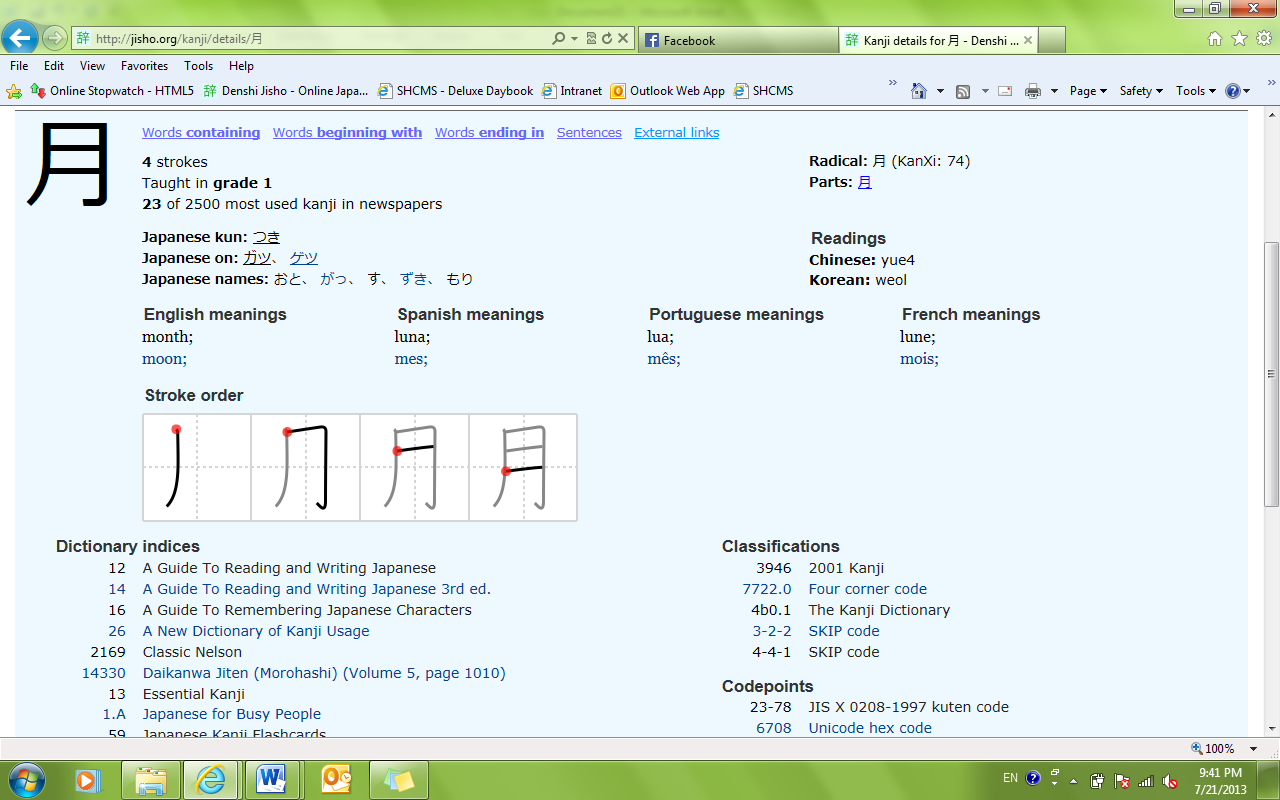 http://jisho.org/kanji/details/月
Facebook
辞 Kanji details for 月 - Denshi ...
File Edit View Favorites Tools Help
Online Stopwatch - HTML5 辞 Denshi Jisho - Online Japa... SHCMS - Deluxe Daybook Intranet Outlook Web App SHCMS Page Safety Tools
月
Words containing Words beginning with Words ending in Sentences External links
4 strokes
Taught in grade 1
23 of 2500 most used kanji in newspapers
Radical: 月 (KanXi: 74)
Parts: 月
Japanese kun: つき
Japanese on: ガツ、 ゲツ
Japanese names: おと、 がっ、 す、 ずき、 もり
Readings
Chinese: yue4
Korean: weol
English meanings
month;
moon;
Spanish meanings
luna;
mes;
Portuguese meanings
lua;
mês;
French meanings
lune;
mois;
Stroke order
Dictionary indices
12 A Guide To Reading and Writing Japanese
14 A Guide To Reading and Writing Japanese 3rd ed.
16 A Guide To Remembering Japanese Characters
26 A New Dictionary of Kanji Usage
2169 Classic Nelson
14330 Daikanwa Jiten (Morohashi) (Volume 5, page 1010)
13 Essential Kanji
1.A Japanese for Busy People
59 Japanese Kanji Flashcards
Classifications
3946 2001 Kanji
7722.0 Four corner code
4b0.1 The Kanji Dictionary
3-2-2 SKIP code
4-4-1 SKIP code
Codepoints
23-78 JIS X 0208-1997 kuten code
6708 Unicode hex code
100%
EN
9:41 PM
7/21/2013